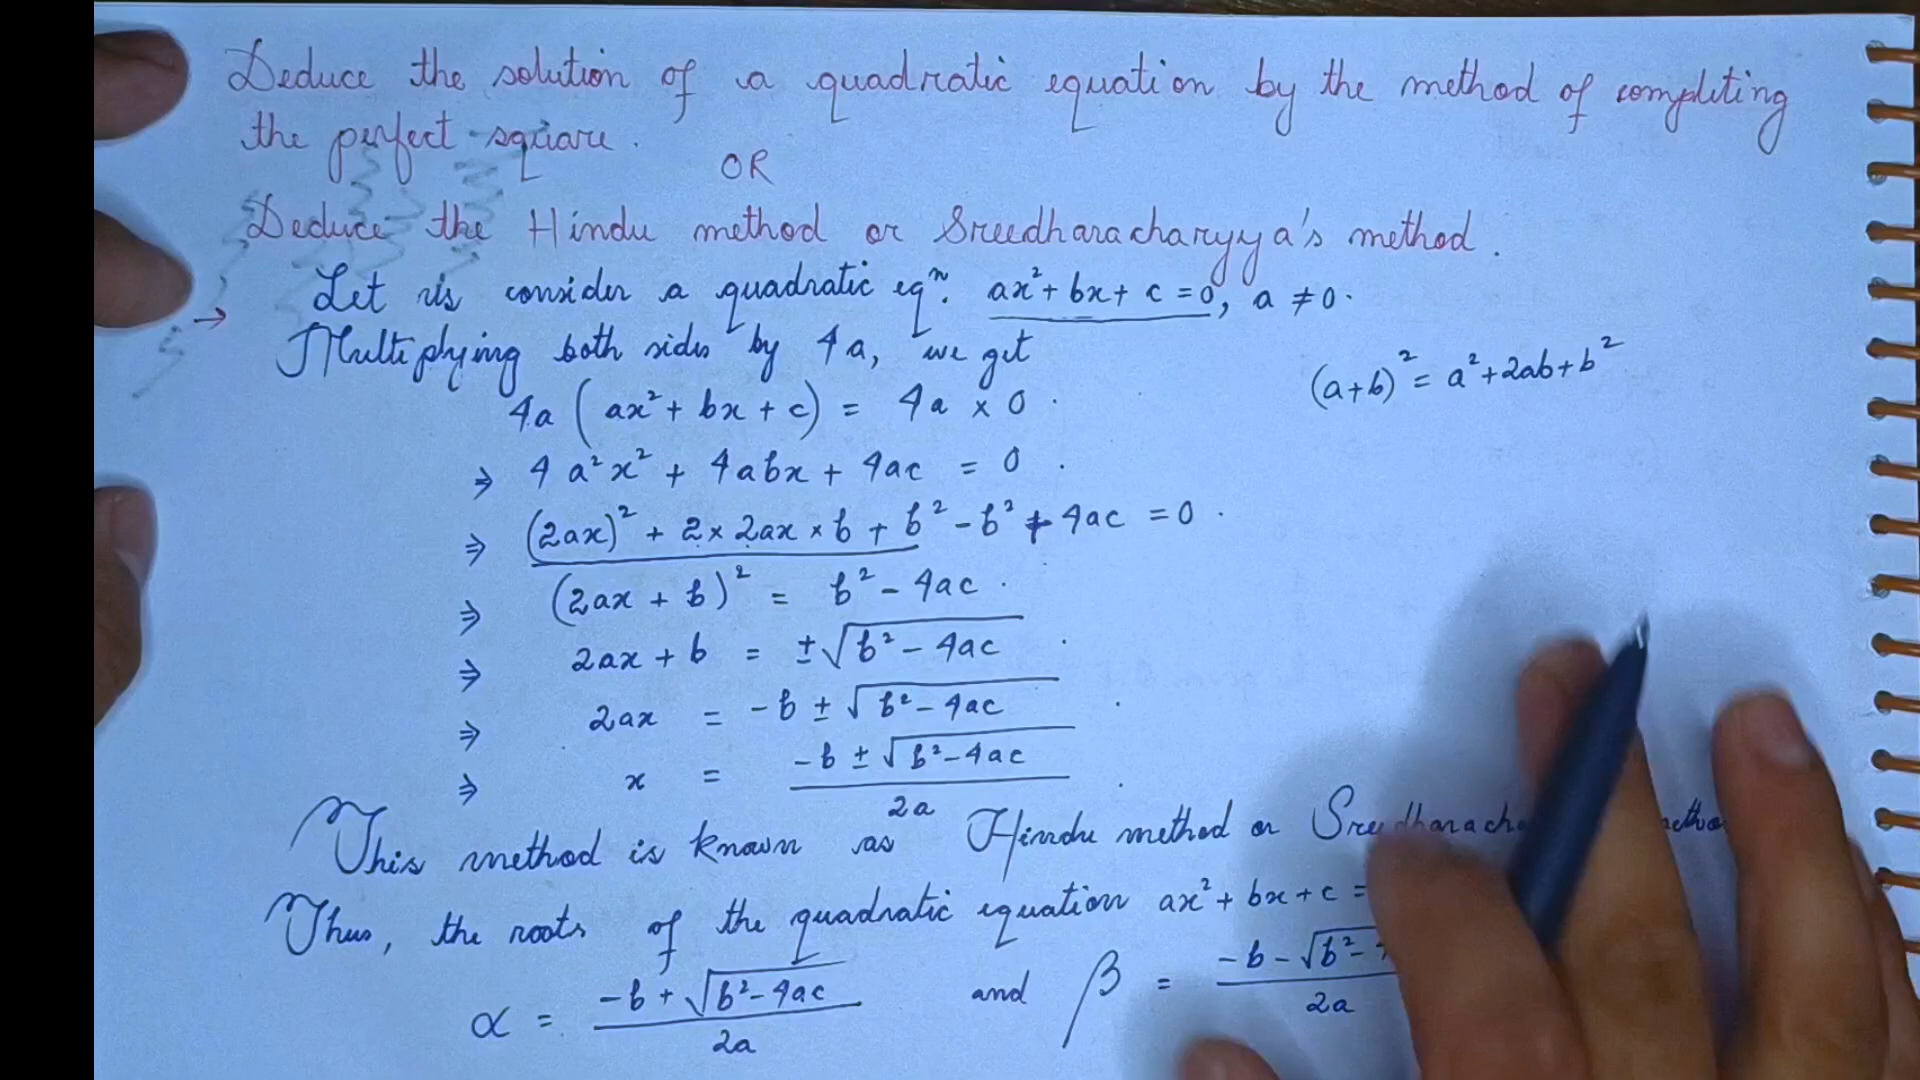 Deduce the solution of a quadratic equation by the method of completing
the perfect square.
OR
Deduce the Hindu method or Sreedharacharyya's method.
→ Let us consider a quadratic eqⁿ. ax² + bx + c = 0, a ≠ 0.
Multiplying both sides by 4a, we get
(a+b)² = a² + 2ab + b²
4a (ax² + bx + c) = 4a × 0.
⇒ 4a²x² + 4abx + 4ac = 0.
⇒ (2ax)² + 2 × 2ax × b + b² - b² + 4ac = 0.
⇒ (2ax + b)² = b² - 4ac.
⇒ 2ax + b = ±√(b² - 4ac).
⇒ 2ax = -b ± √(b² - 4ac).
⇒ x = (-b ± √(b² - 4ac))/2a.
This method is known as Hindu method or
Thus, the roots of the quadratic equation ax² + bx + c =
α = (-b + √(b² - 4ac))/2a and β = (-b - √(b² -)/2a